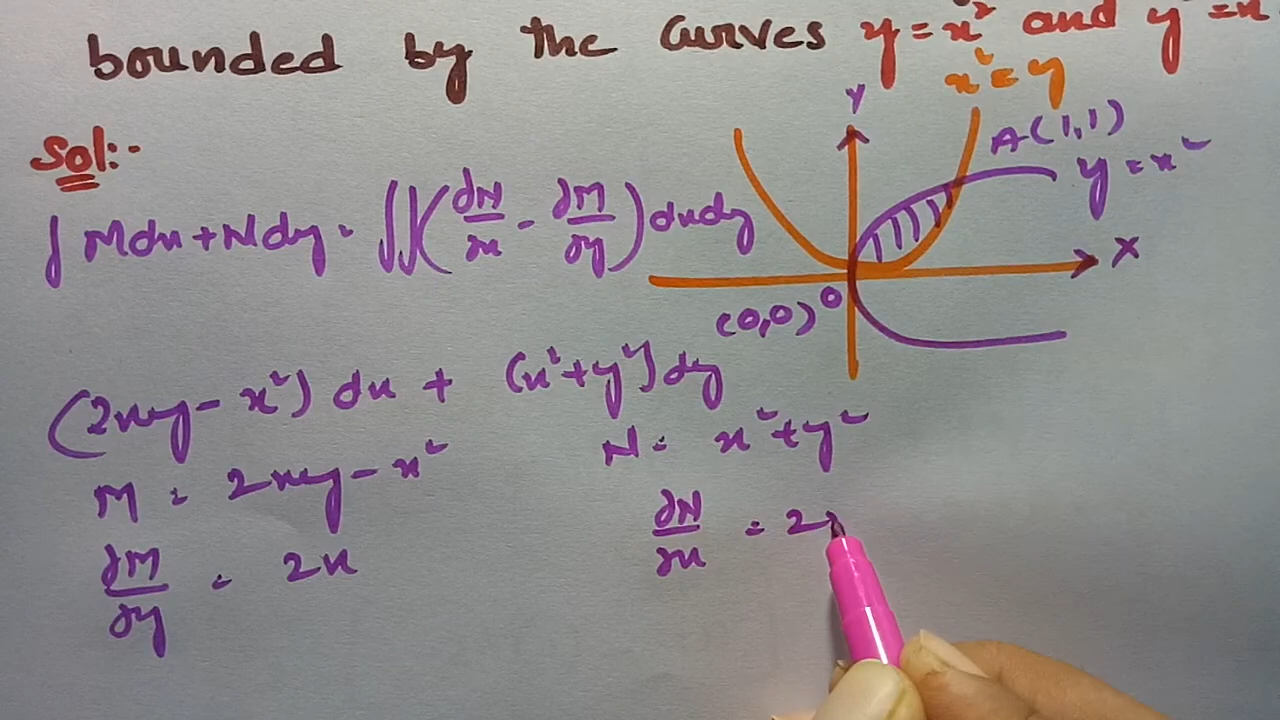 bounded by the curves y = x² and y² = x
Sol:-
x² = y
Y
A(1,1)
y = x²
∫ Mdx + Ndy = ∬(∂N/∂x - ∂M/∂y) dxdy
X
(0,0) O
(2xy - x²) dx + (x² + y²) dy
M = 2xy - x²
N = x² + y²
∂M/∂y = 2x
∂N/∂x = 2x